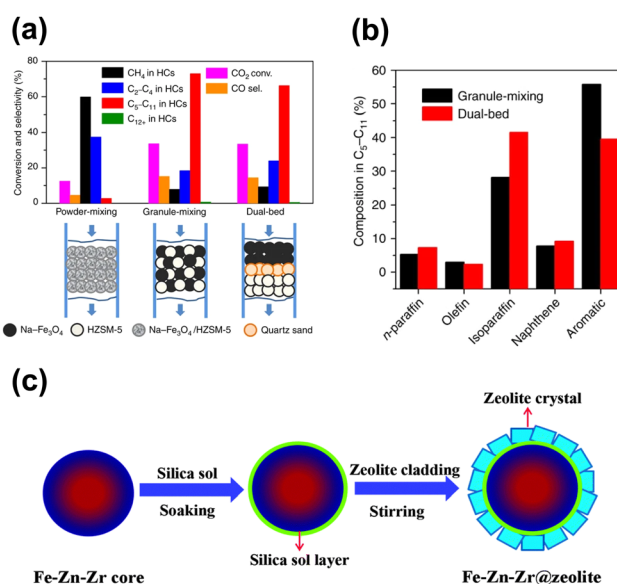 (a)
Conversion and selectivity (%)
80
60
40
20
0
CH₄ in HCs
C₂–C₄ in HCs
C₅–C₁₁ in HCs
C₁₂₊ in HCs
CO₂ conv.
CO sel.
Powder-mixing
Granule-mixing
Dual-bed
Na–Fe₃O₄
HZSM-5
Na–Fe₃O₄/HZSM-5
Quartz sand
(b)
Composition in C₅–C₁₁ (%)
60
50
40
30
20
10
0
Granule-mixing
Dual-bed
n-paraffin
Olefin
Isoparaffin
Naphthene
Aromatic
(c)
Silica sol
Soaking
Zeolite cladding
Stirring
Zeolite crystal
Silica sol layer
Fe-Zn-Zr core
Fe-Zn-Zr@zeolite